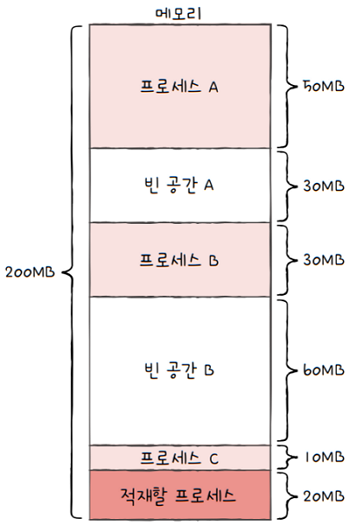 메모리
프로세스 A
50MB
빈 공간 A
30MB
프로세스 B
30MB
200MB
빈 공간 B
60MB
프로세스 C
10MB
적재할 프로세스
20MB